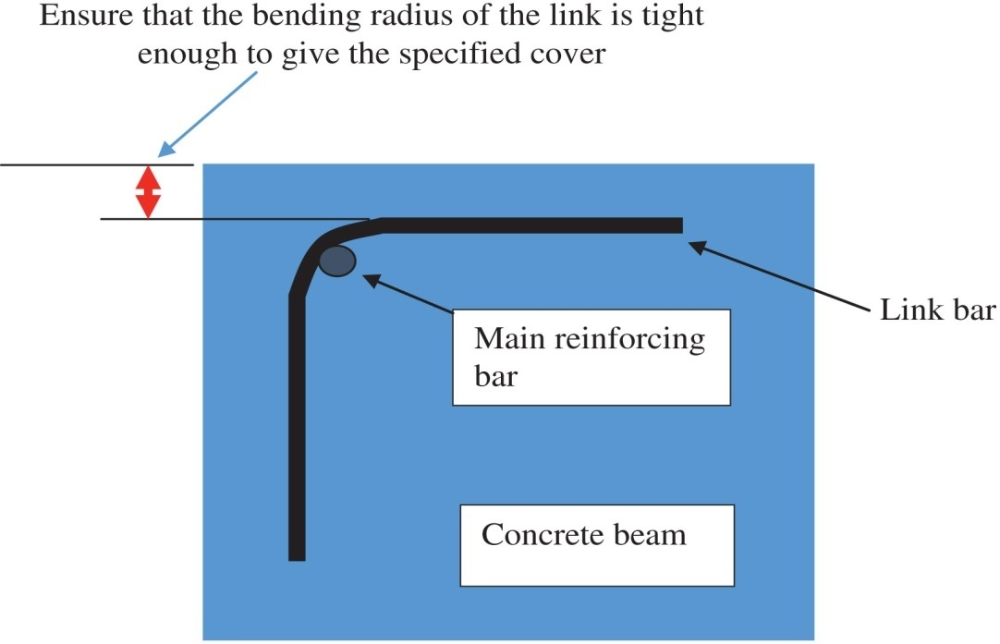 Ensure that the bending radius of the link is tight
enough to give the specified cover
Link bar
Main reinforcing
bar
Concrete beam